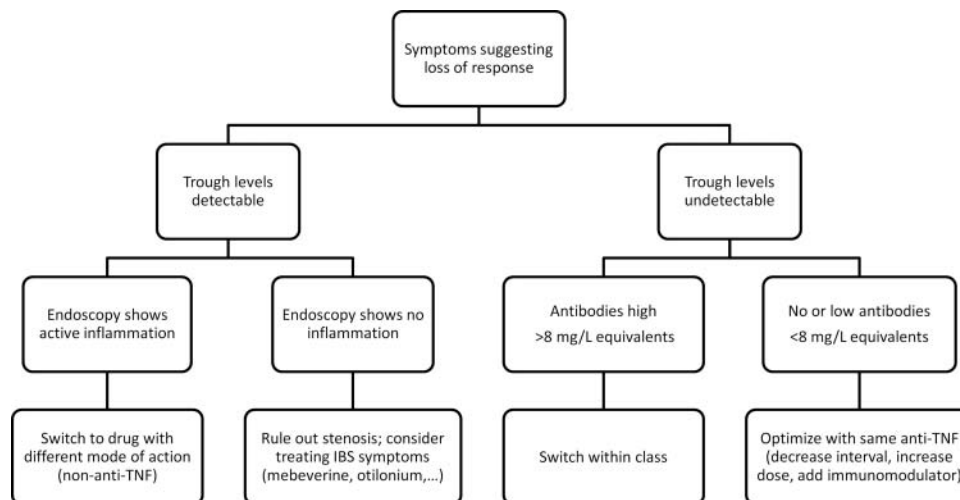 Symptoms suggesting
loss of response
Trough levels
detectable
Trough levels
undetectable
Endoscopy shows
active inflammation
Endoscopy shows no
inflammation
Antibodies high
>8 mg/L equivalents
No or low antibodies
<8 mg/L equivalents
Switch to drug with
different mode of action
(non-anti-TNF)
Rule out stenosis; consider
treating IBS symptoms
(mebeverine, otilonium,...)
Switch within class
Optimize with same anti-TNF
(decrease interval, increase
dose, add immunomodulator)